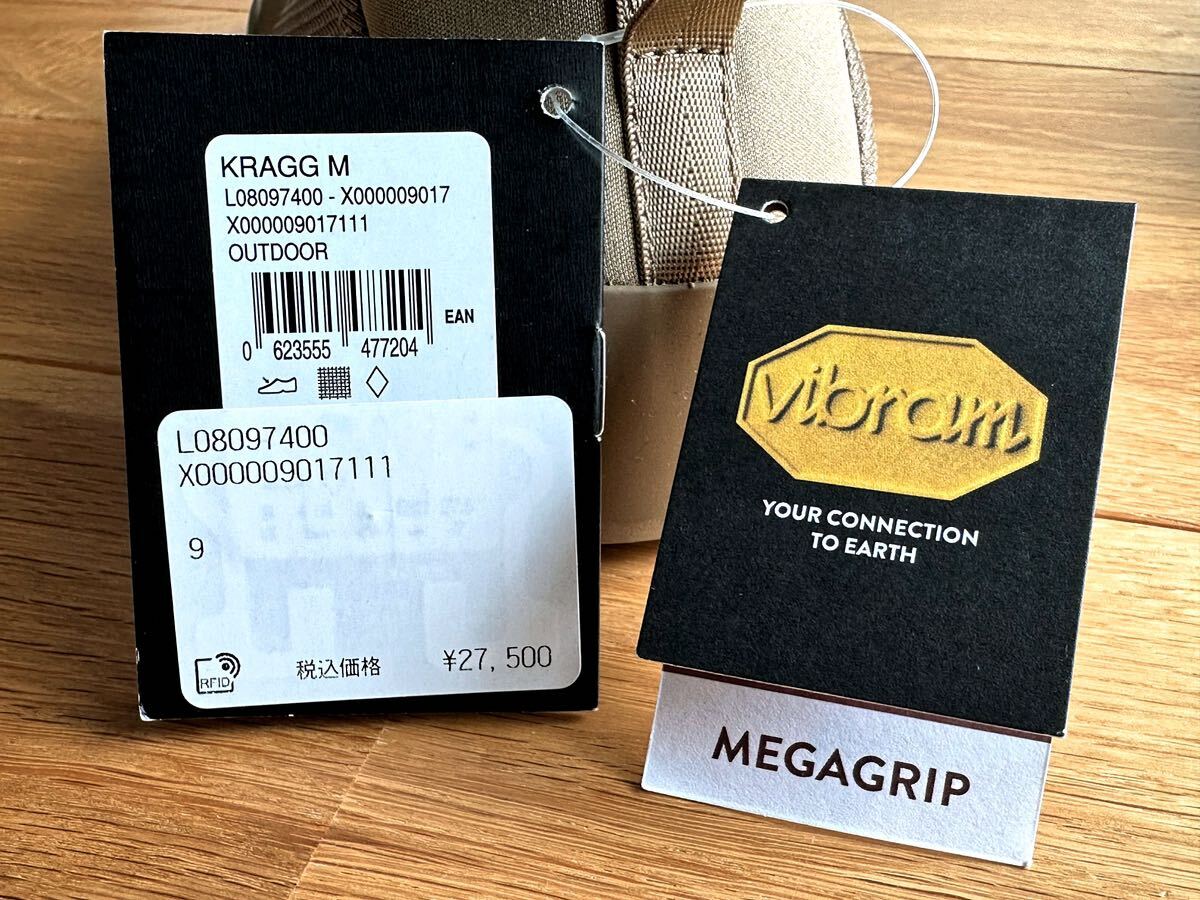 KRAGG M
L08097400 - X000009017
X000009017111
OUTDOOR
EAN
0 623555 477204
L08097400
X000009017111
9
RFID
税込価格 ¥27,500
vibram
YOUR CONNECTION
TO EARTH
MEGAGRIP